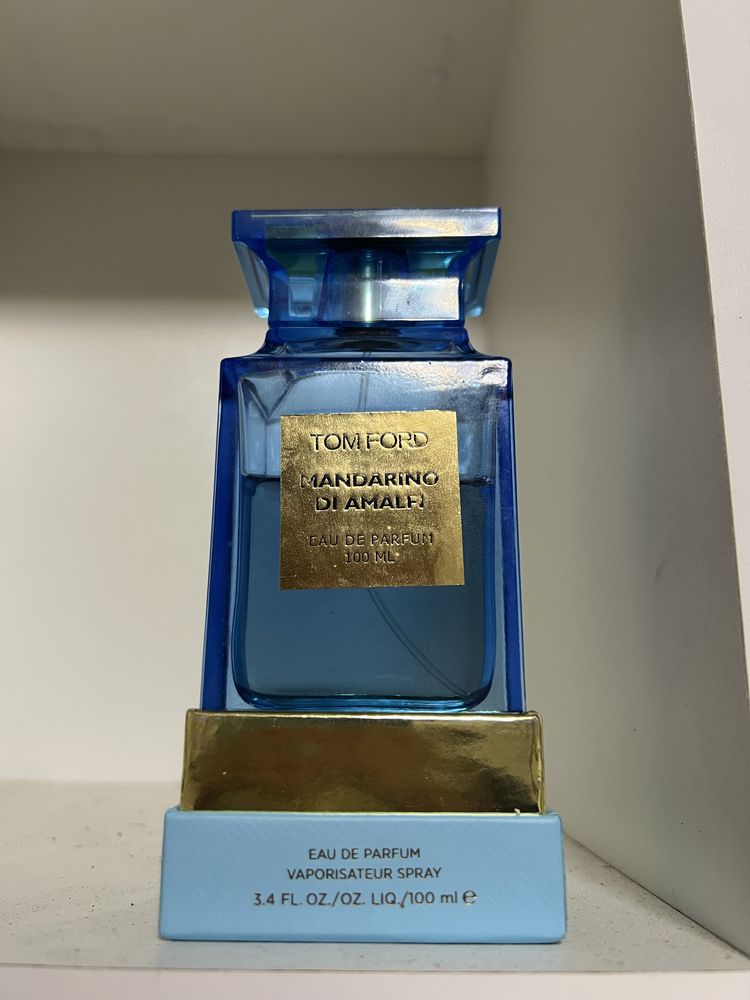 TOM FORD
MANDARINO
DI AMALFI
EAU DE PARFUM
100 ML
EAU DE PARFUM
VAPORISATEUR SPRAY
3.4 FL. OZ./OZ. LIQ./100 ml ℮